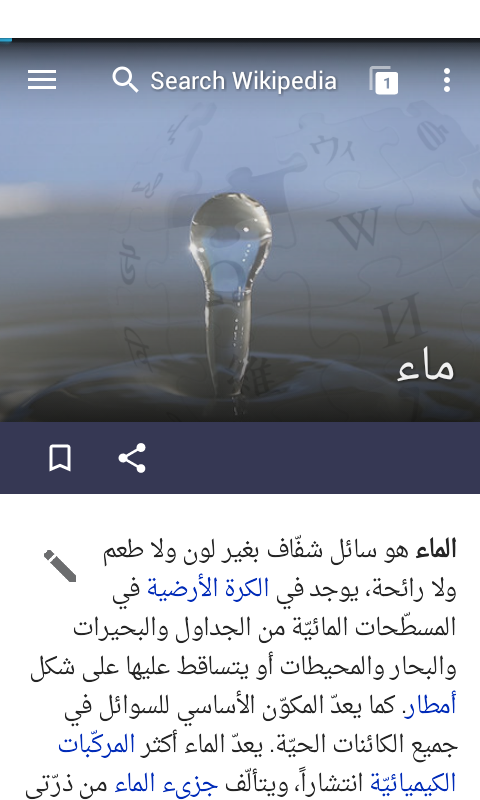 Search Wikipedia
1
ماء
الماء هو سائل شفّاف بغير لون ولا طعم
ولا رائحة، يوجد في الكرة الأرضية في
المسطّحات المائيّة من الجداول والبحيرات
والبحار والمحيطات أو يتساقط عليها على شكل
أمطار. كما يعدّ المكوّن الأساسي للسوائل في
جميع الكائنات الحيّة. يعدّ الماء أكثر المركّبات
الكيميائيّة انتشاراً، ويتألّف جزيء الماء من ذرّتي